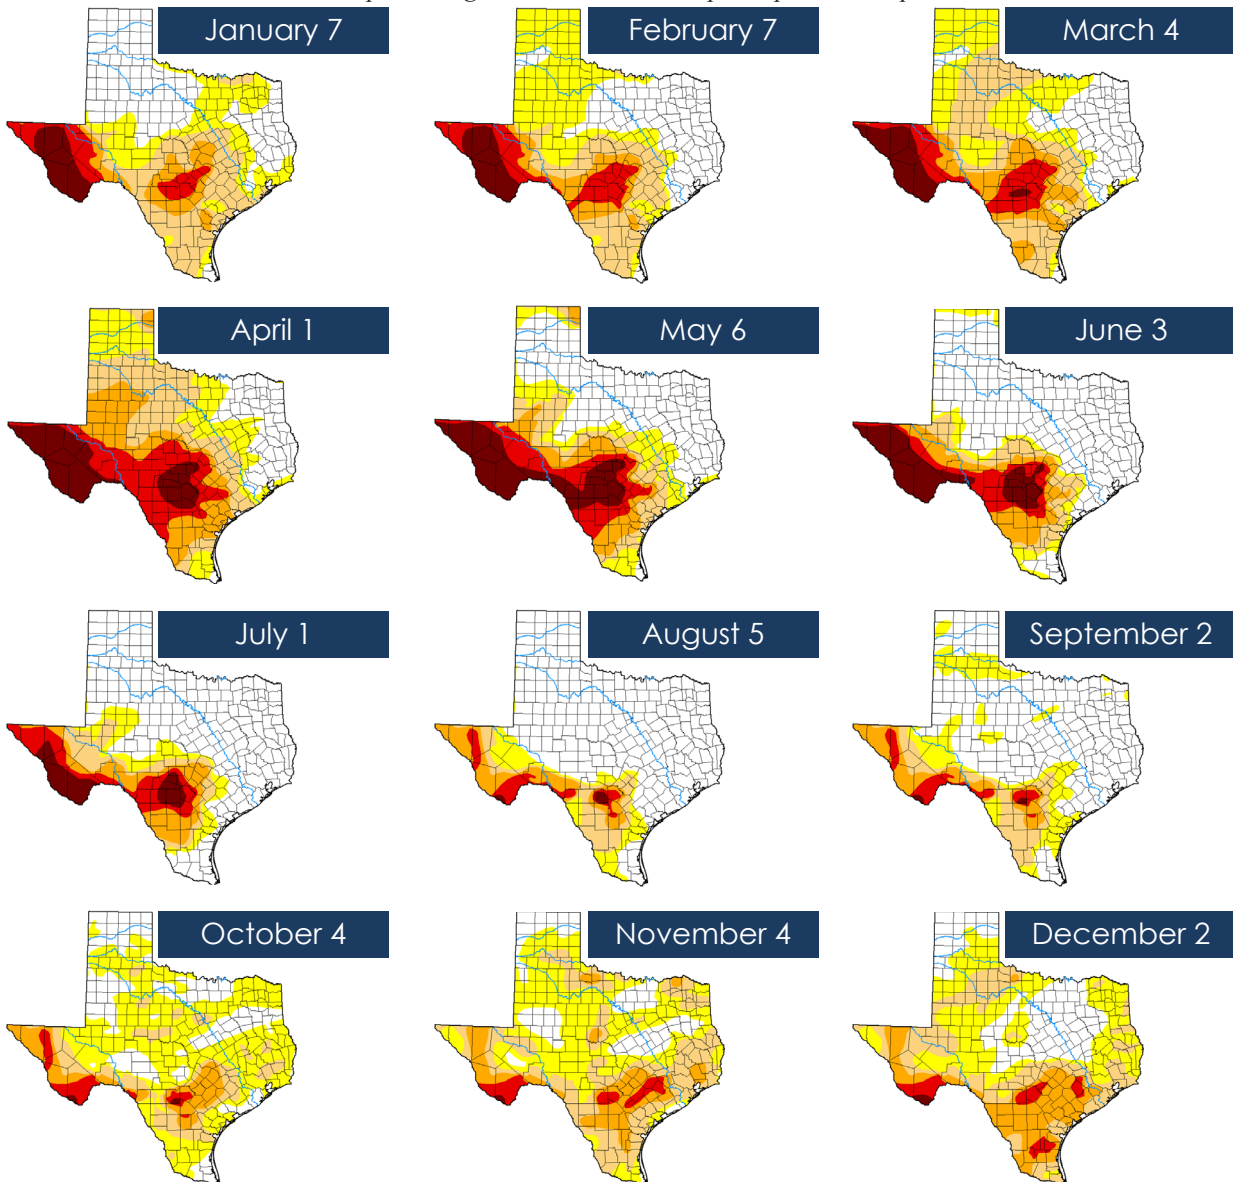 January 7
February 7
March 4
April 1
May 6
June 3
July 1
August 5
September 2
October 4
November 4
December 2